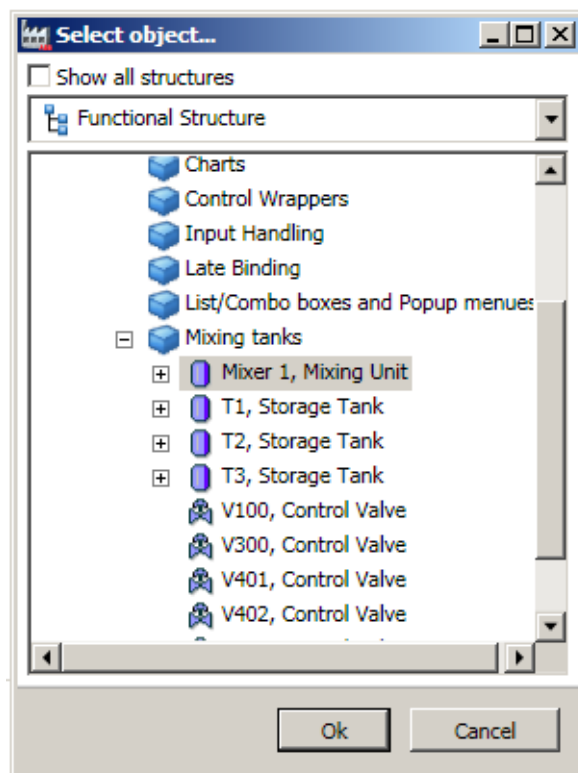 Select object...
Show all structures
Functional Structure
Charts
Control Wrappers
Input Handling
Late Binding
List/Combo boxes and Popup menues
Mixing tanks
Mixer 1, Mixing Unit
T1, Storage Tank
T2, Storage Tank
T3, Storage Tank
V100, Control Valve
V300, Control Valve
V401, Control Valve
V402, Control Valve
Ok
Cancel